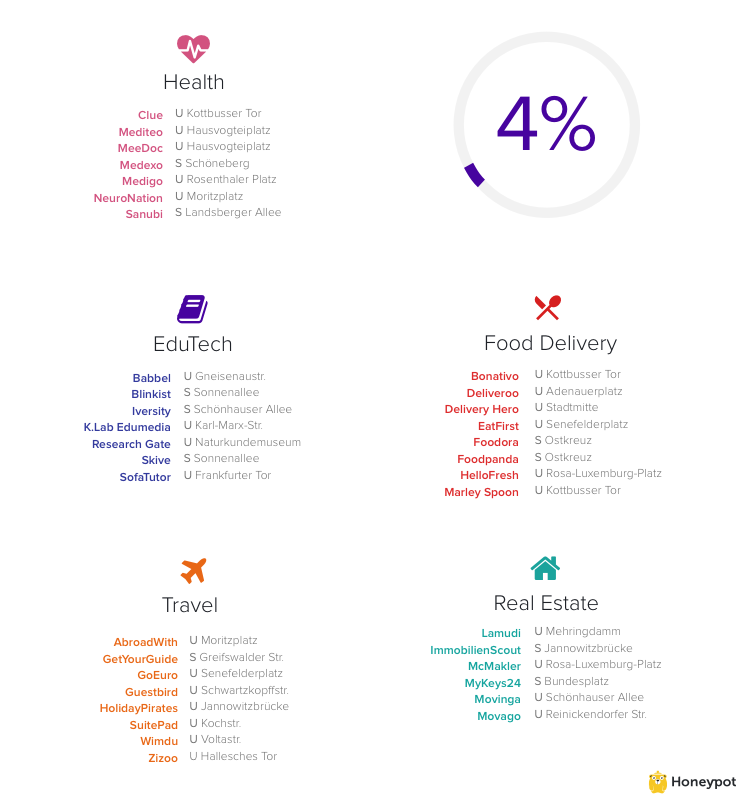 Health
Clue U Kottbusser Tor
Mediteo U Hausvogteiplatz
MeeDoc U Hausvogteiplatz
Medexo S Schöneberg
Medigo U Rosenthaler Platz
NeuroNation U Moritzplatz
Sanubi S Landsberger Allee
4%
EduTech
Babbel U Gneisenaustr.
Blinkist S Sonnenallee
Iversity S Schönhauser Allee
K.Lab Edumedia U Karl-Marx-Str.
Research Gate U Naturkundemuseum
Skive S Sonnenallee
SofaTutor U Frankfurter Tor
Food Delivery
Bonativo U Kottbusser Tor
Deliveroo U Adenauerplatz
Delivery Hero U Stadtmitte
EatFirst U Senefelderplatz
Foodora S Ostkreuz
Foodpanda S Ostkreuz
HelloFresh U Rosa-Luxemburg-Platz
Marley Spoon U Kottbusser Tor
Travel
AbroadWith U Moritzplatz
GetYourGuide S Greifswalder Str.
GoEuro U Senefelderplatz
Guestbird U Schwartzkopffstr.
HolidayPirates U Jannowitzbrücke
SuitePad U Kochstr.
Wimdu U Voltastr.
Zizoo U Hallesches Tor
Real Estate
Lamudi U Mehringdamm
ImmobilienScout S Jannowitzbrücke
McMakler U Rosa-Luxemburg-Platz
MyKeys24 S Bundesplatz
Movinga U Schönhauser Allee
Movago U Reinickendorfer Str.
Honeypot